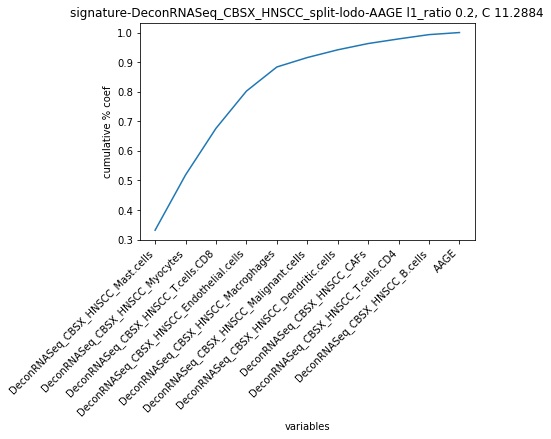 signature-DeconRNASeq_CBSX_HNSCC_split-lodo-AAGE l1_ratio 0.2, C 11.2884
cumulative % coef
1.0
0.9
0.8
0.7
0.6
0.5
0.4
0.3
DeconRNASeq_CBSX_HNSCC_Mast.cells
DeconRNASeq_CBSX_HNSCC_Myocytes
DeconRNASeq_CBSX_HNSCC_T.cells.CD8
DeconRNASeq_CBSX_HNSCC_Endothelial.cells
DeconRNASeq_CBSX_HNSCC_Macrophages
DeconRNASeq_CBSX_HNSCC_Malignant.cells
DeconRNASeq_CBSX_HNSCC_Dendritic.cells
DeconRNASeq_CBSX_HNSCC_CAFs
DeconRNASeq_CBSX_HNSCC_T.cells.CD4
DeconRNASeq_CBSX_HNSCC_B.cells
AAGE
variables